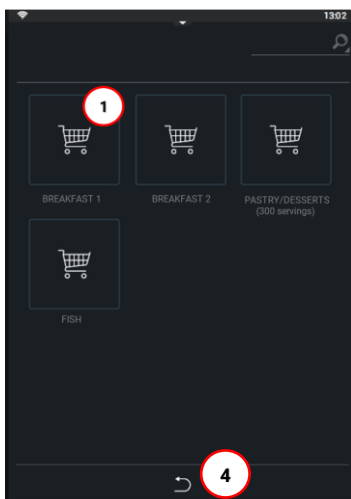 13:02
1
BREAKFAST 1
BREAKFAST 2
PASTRY/DESSERTS
(300 servings)
FISH
4